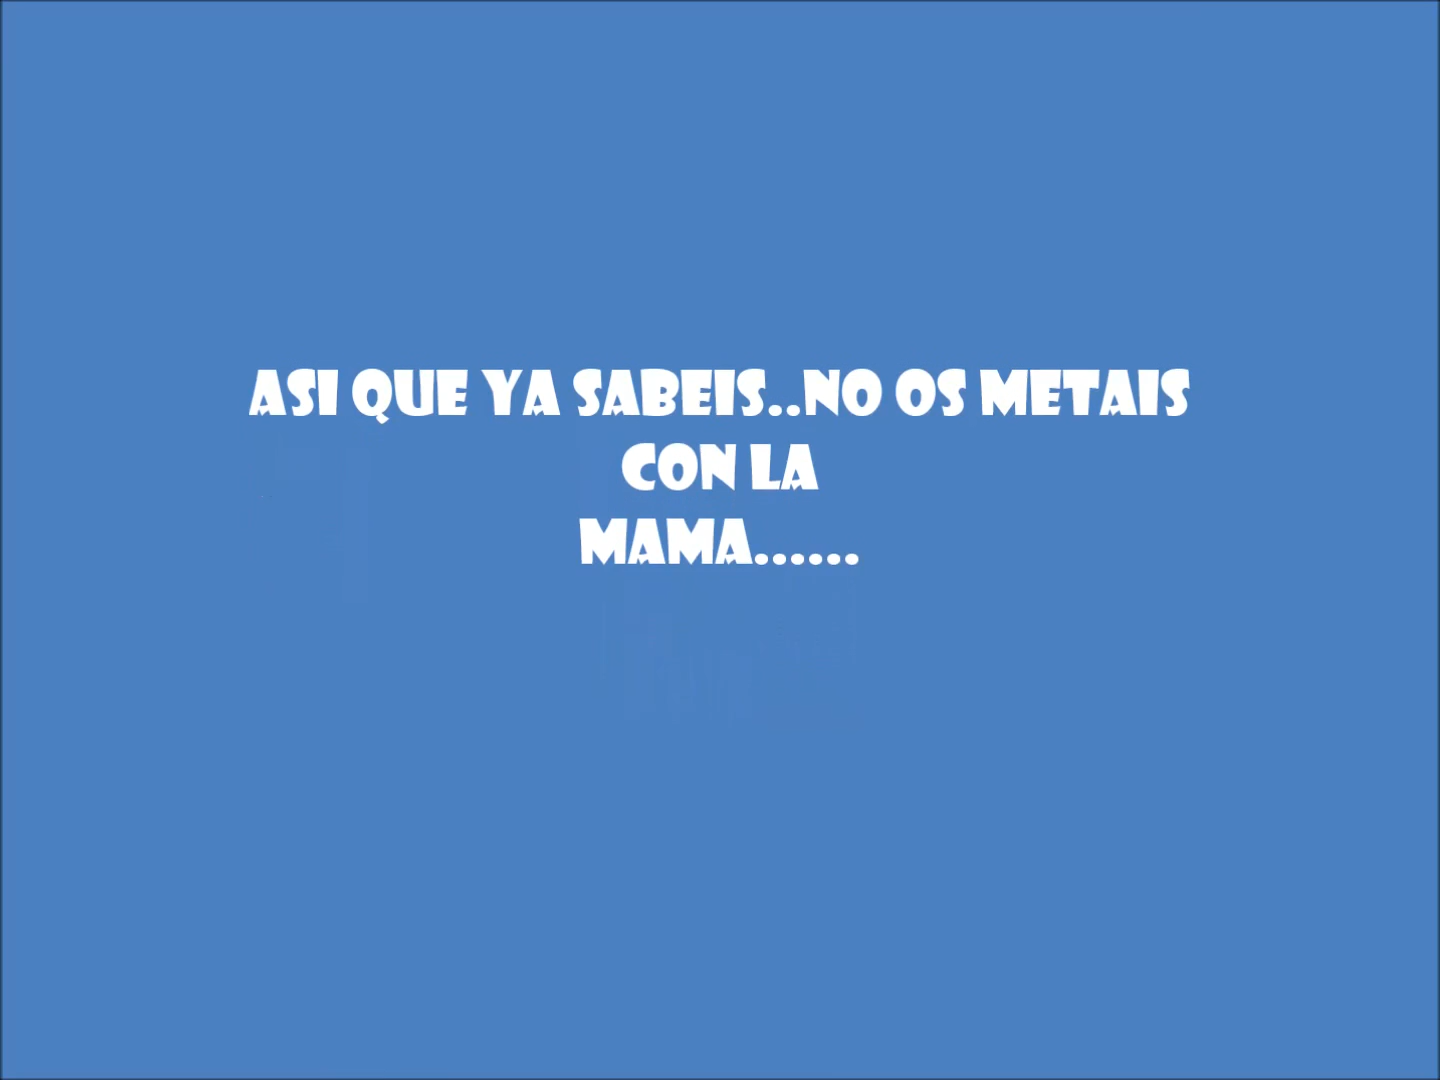 ASI QUE YA SABEIS..NO OS METAIS
CON LA
MAMA......